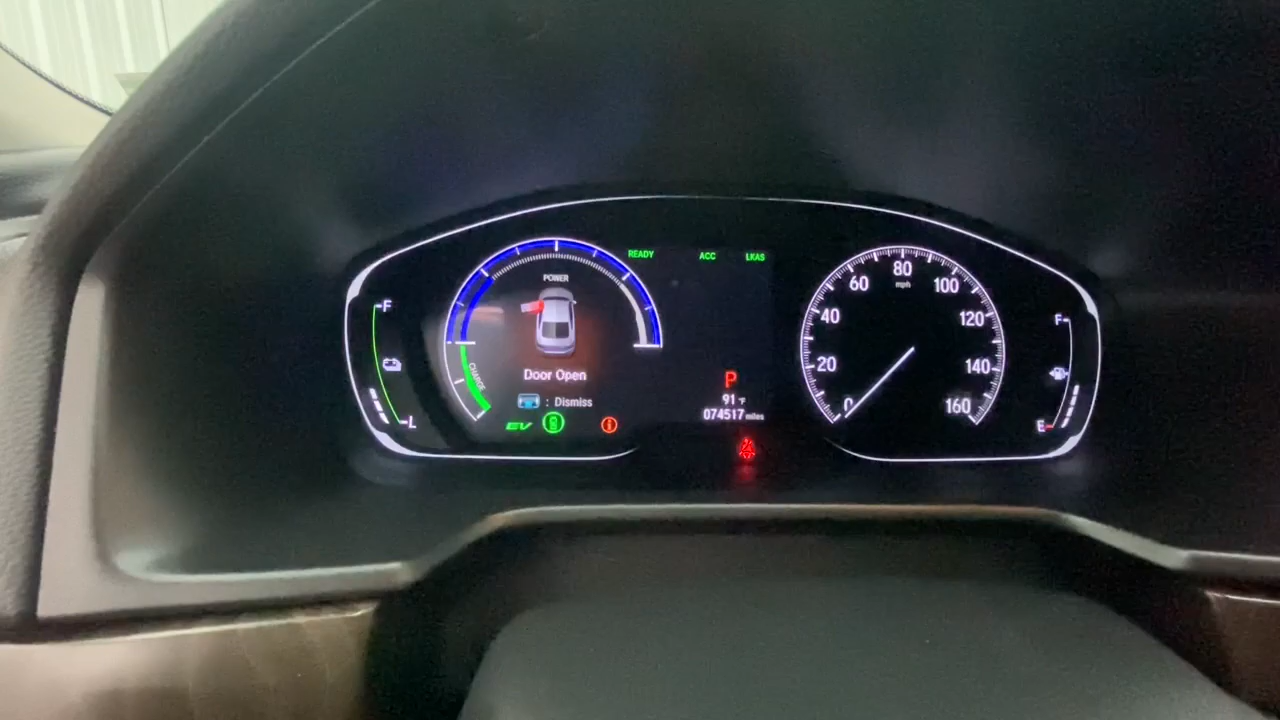 READY ACC LKAS
POWER
CHARGE
F
L
Door Open
: Dismiss
EV
P
91 °F
074517 miles
0
20
40
60
80
mph
100
120
140
160
F
E